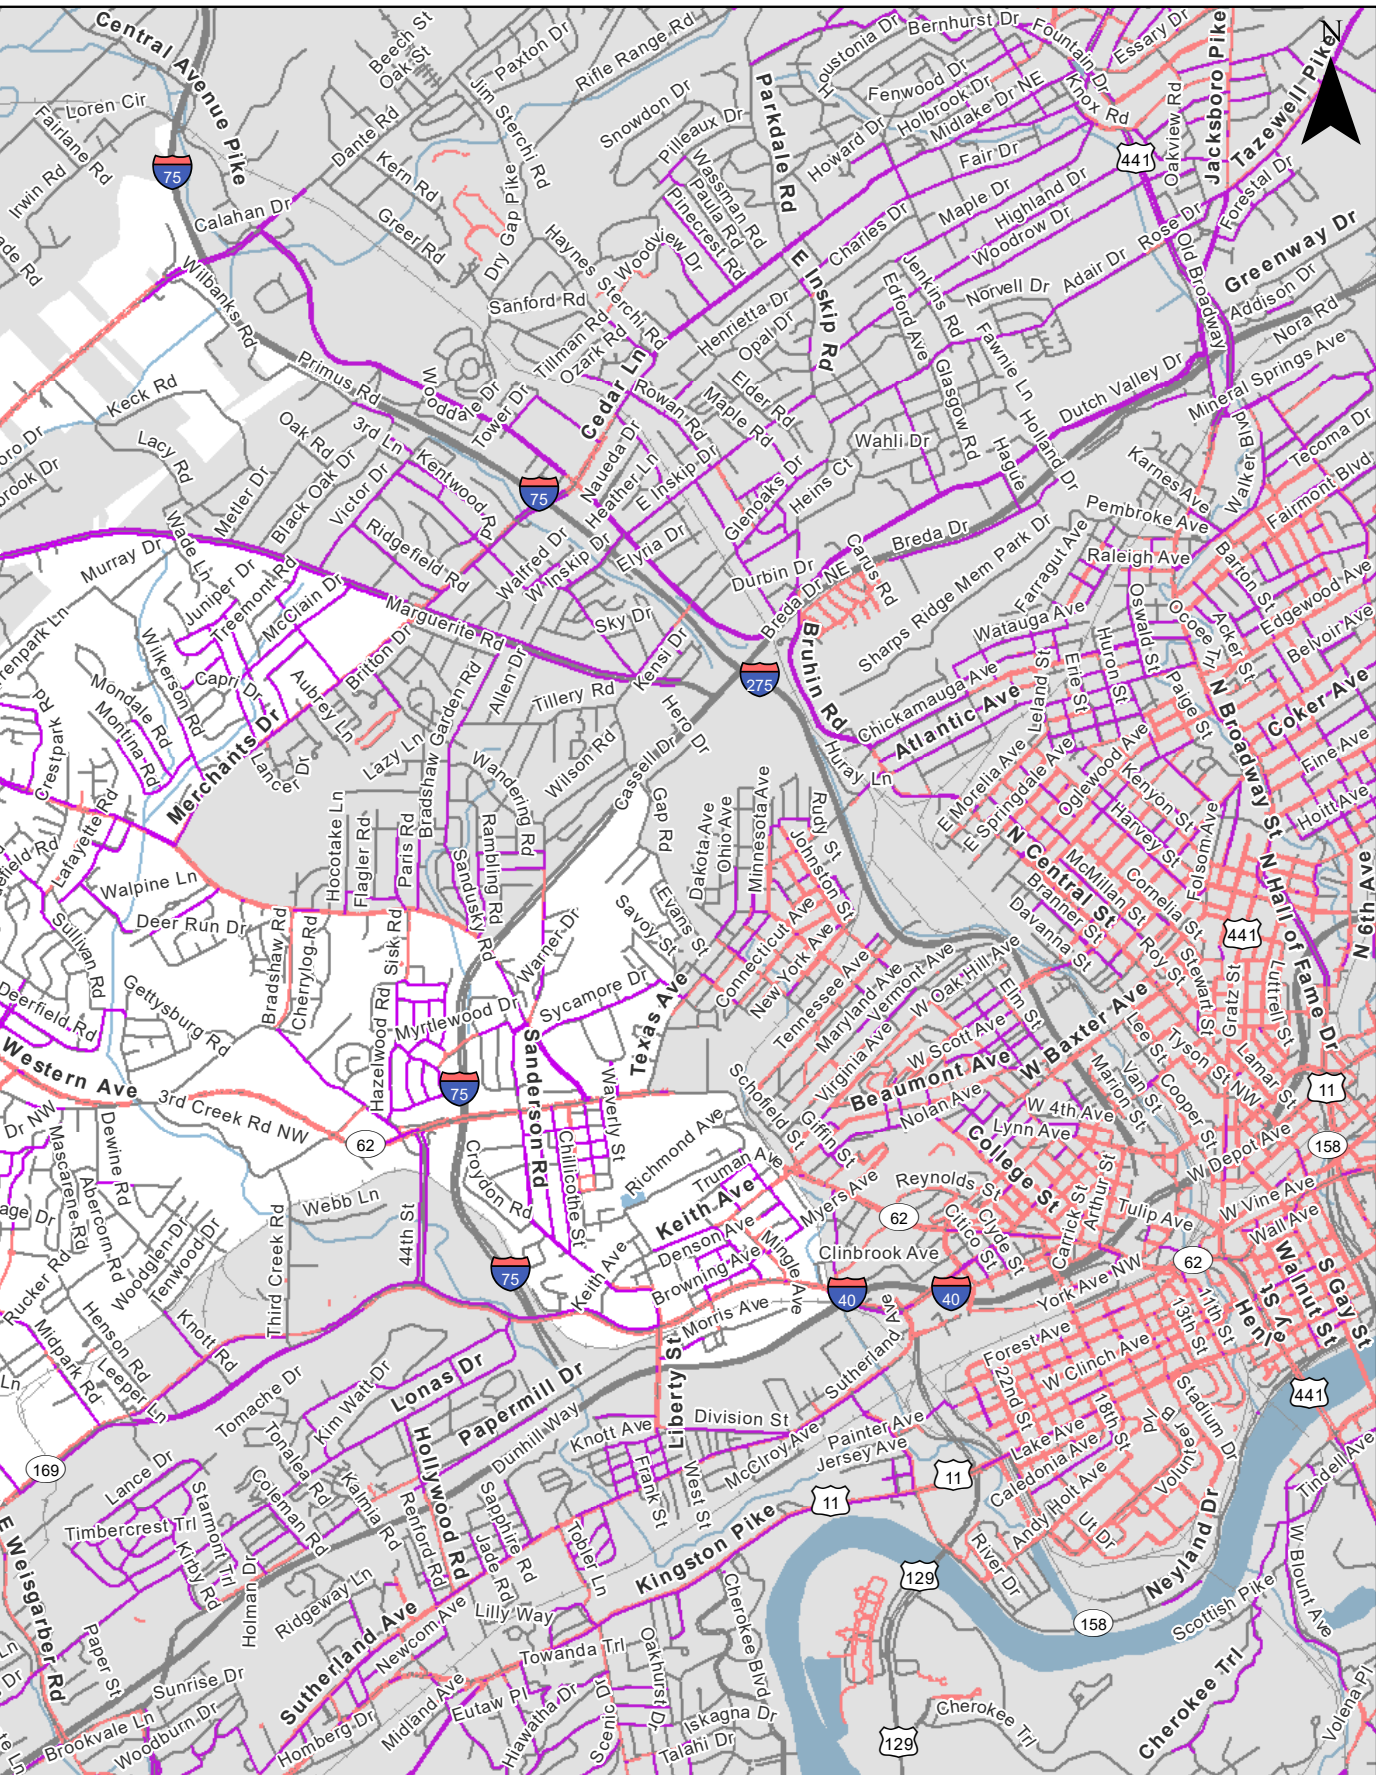 Central Avenue Pike
Beech St
Oak St
Paxton Dr
Rifle Range Rd
Houstonia Dr
Bernhurst Dr
Fountain Dr
Essary Dr
Jacksboro Pike
N
Loren Cir
Fairlane Rd
Irwin Rd
Dante Rd
Kern Rd
Jim Sterchi Rd
Snowdon Dr
Pilleaux Dr
Parkdale Rd
Fenwood Dr
Holbrook Dr
Midlake Dr NE
Knox Rd
Oakview Rd
Tazewell Pike
75
441
Howard Dr
Fair Dr
Wassman Rd
Paula Rd
Pinecrest Rd
Calahan Dr
Greer Rd
Dry Gap Pike
Haynes Sterchi Rd
Woodview Dr
Charles Dr
Maple Dr
Highland Dr
Woodrow Dr
Rose Dr
Forestal Dr
Greenway Dr
ade Rd
Wilbanks Rd
Sanford Rd
Tillman Rd
Ozark Rd
Henrietta Dr
Opal Dr
E Inskip Rd
Edford Ave
Jenkins Rd
Norvell Dr
Adair Dr
Old Broadway
Addison Dr
Nora Rd
Keck Rd
Primus Rd
Wooddale Dr
Tower Dr
Cedar Ln
Rowan Rd
Elder Rd
Maple Rd
Fawnie Ln
Glasgow Rd
Holland Dr
Dutch Valley Dr
Mineral Springs Ave
oro Dr
brook Dr
Lacy Rd
Oak Rd
3rd Ln
Metler Dr
Black Oak Dr
Victor Dr
Kentwood Rd
Naueda Dr
Heather Ln
E Inskip Dr
Glenoaks Dr
Heins Ct
Wahli Dr
Hague
Karnes Ave
Walker Blvd
Tecoma Dr
Fairmont Blvd
75
Murray Dr
Wade Ln
Ridgefield Rd
Walfred Dr
W Inskip Dr
Elyria Dr
Durbin Dr
Breda Dr NE
Carus Rd
Breda Dr
Sharps Ridge Mem Park Dr
Pembroke Ave
Raleigh Ave
Farragut Ave
Barton St
Edgewood Ave
Juniper Dr
Treemont Rd
McClain Dr
Marguerite Rd
Sky Dr
Kensi Dr
Bruhin Rd
Watauga Ave
Oswald St
Ocoee Trl
Acker St
Belvoir Ave
renpark Ln
Wilkerson Rd
Capri Dr
Aubrey Ln
Britton Dr
Allen Dr
Tillery Rd
275
Chickamauga Ave
Atlantic Ave
Leland St
Erie St
Huron St
Paige St
N Broadway St
Coker Ave
Crestpark Rd
Mondale Rd
Montina Rd
Merchants Dr
Lancer Dr
Lazy Ln
Bradshaw Garden Rd
Hero Dr
Wandering Rd
Wilson Rd
Cassell Dr
Huray Ln
E Morelia Ave
E Springdale Ave
Oglewood Ave
Kenyon St
Fine Ave
Hoitt Ave
Lafayette Rd
efield Rd
Walpine Ln
Hocotake Ln
Flagler Rd
Paris Rd
Sandusky Rd
Rambling Rd
Gap Rd
Dakota Ave
Ohio Ave
Minnesota Ave
Rudy St
Johnston St
N Central St
Harvey St
Folsom Ave
McMillan St
N 6th Ave
Sullivan Rd
Deer Run Dr
Bradshaw Rd
Cherrylog Rd
Sisk Rd
Warner Dr
Savoy St
Evans St
Connecticut Ave
New York Ave
Tennessee Ave
Maryland Ave
Vermont Ave
W Oakhill Ave
Branner St
Davanna St
Cornelia St
Roy St
Stewart St
441
N Hall of Fame Dr
Deerfield Rd
Gettysburg Rd
Hazelwood Rd
Myrtlewood Dr
Sycamore Dr
Texas Ave
Virginia Ave
W Scott Ave
Elm St
W Baxter Ave
Gratz St
Luttrell St
Western Ave
75
Sanderson Rd
Waverly St
Schofield St
Beaumont Ave
Nolan Ave
Lee St
Tyson St NW
Lamar St
11
Dr NW
3rd Creek Rd NW
62
Giffin St
W 4th Ave
Lynn Ave
Marion St
Van St
Cooper St
158
Mascarene Rd
Dewine Rd
Abercorn Rd
Webb Ln
Croydon Rd
Chillicothe St
Richmond Ave
Truman Ave
Myers Ave
College St
Reynolds St
Arthur St
W Depot Ave
W Vine Ave
age Dr
Woodglen Dr
Tenwood Dr
Third Creek Rd
44th St
Keith Ave
Denson Ave
62
Citico St
Clyde St
Carrick St
Tulip Ave
Wall Ave
Rucker Rd
75
Keith Ave
Browning Ave
Mingle Ave
Clinbrook Ave
40
40
York Ave NW
62
Walnut St
S Gay St
Henley St
Henson Rd
Knott Rd
Midpark Rd
Leeper Ln
Morris Ave
Sutherland Ave
Forest Ave
13th St
11th St
W Clinch Ave
Ln
Tomache Dr
Kim Watt Dr
Lonas Dr
Papermill Dr
Liberty St
22nd St
18th St
Stadium Dr
441
169
Tonalea Rd
Hollywood Rd
Dunhill Way
Knott Ave
Division St
McClroy Ave
Painter Ave
Jersey Ave
Lake Ave
Caledonia Ave
Volunteer Blvd
Tindell Ave
Lance Dr
Starmont Trl
Coleman Rd
Kalmia Rd
Renford Rd
Sapphire Rd
Frank St
West St
11
11
Andy Holt Ave
Timbercrest Trl
Kirby Rd
Jade Rd
Tobler Ln
Kingston Pike
Ut Dr
River Dr
Neyland Dr
W Blount Ave
E Weisgarber Rd
Holman Dr
Ridgeway Ln
Lilly Way
Cherokee Blvd
129
158
Scottish Pike
Ln
Dr
Paper St
Sunrise Dr
Sutherland Ave
Newcom Ave
Towanda Trl
Oakhurst Dr
Brookvale Ln
Woodburn Dr
Homberg Dr
Midland Ave
Eutaw Pl
Hiawatha Dr
Scenic Dr
Iskagna Dr
Talahi Dr
129
Cherokee Trl
Cherokee Trl
Volena Pl
te Ln